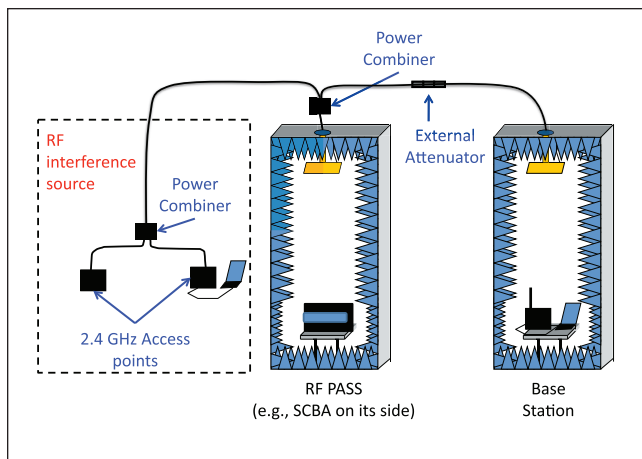 Power
Combiner
RF
interference
source
External
Attenuator
Power
Combiner
2.4 GHz Access
points
RF PASS
(e.g., SCBA on its side)
Base
Station